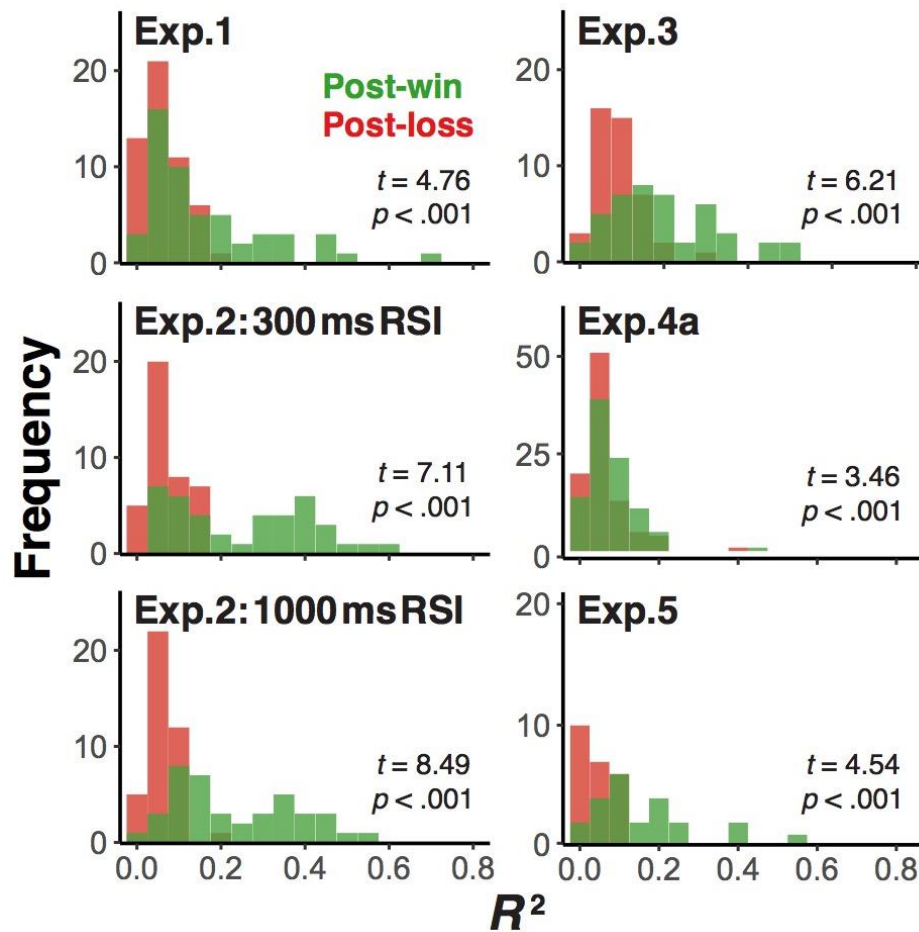 Exp.1
20
10
0
Post-win
Post-loss
t = 4.76
p < .001
Exp.3
20
10
0
t = 6.21
p < .001
Exp.2: 300 ms RSI
20
10
0
t = 7.11
p < .001
Exp.4a
50
25
0
t = 3.46
p < .001
Exp.2: 1000 ms RSI
20
10
0
t = 8.49
p < .001
0.0 0.2 0.4 0.6 0.8
Exp.5
20
10
0
t = 4.54
p < .001
0.0 0.2 0.4 0.6 0.8
Frequency
R²